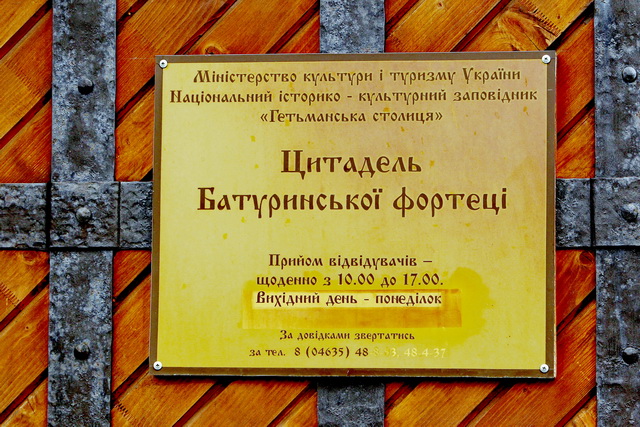 Міністерство культури і туризму України
Національний історико - культурний заповідник
«Гетьманська столиця»
Цитадель
Батуринської фортеці
Прийом відвідувачів –
щоденно з 10.00 до 17.00.
Вихідний день - понеділок
За довідками звертатись
за тел. 8 (04635) 48